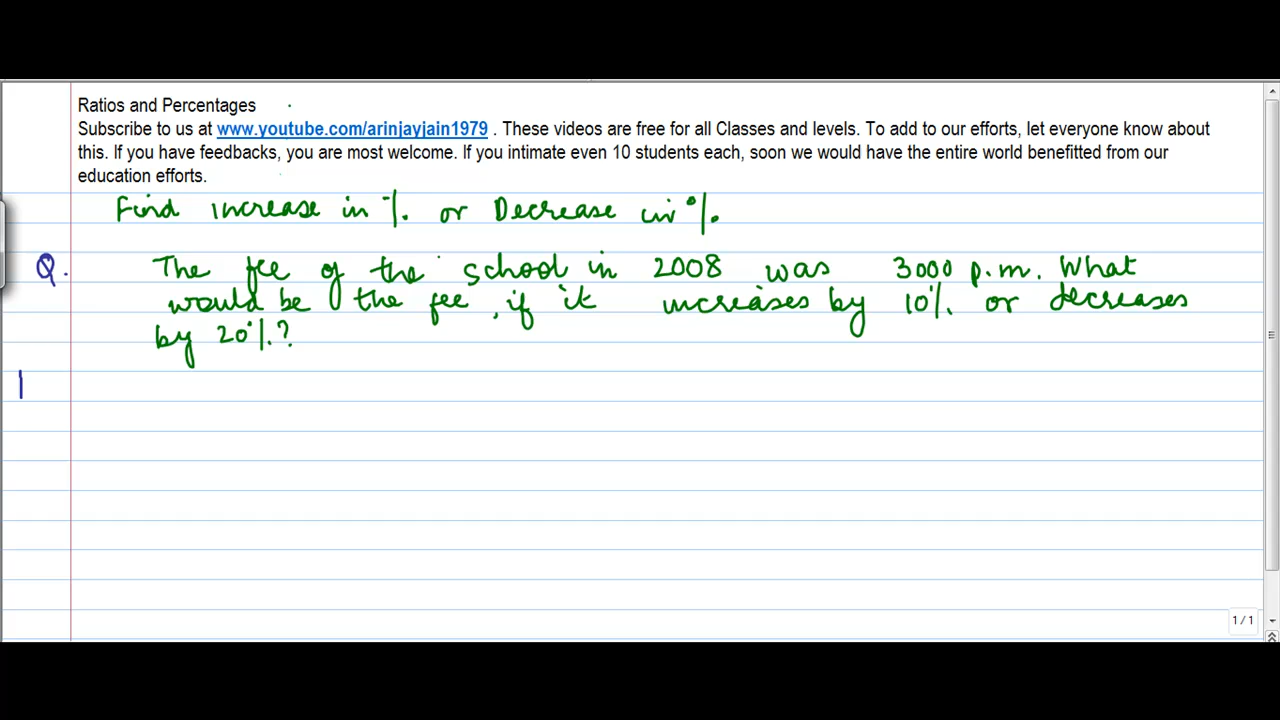 Ratios and Percentages
Subscribe to us at www.youtube.com/arinjayjain1979 . These videos are free for all Classes and levels. To add to our efforts, let everyone know about
this. If you have feedbacks, you are most welcome. If you intimate even 10 students each, soon we would have the entire world benefitted from our
education efforts.
Find increase in %. or Decrease in %.
Q. The fee of the school in 2008 was 3000 p.m. What
would be the fee, if it increases by 10%. or decreases
by 20%.?
1/1